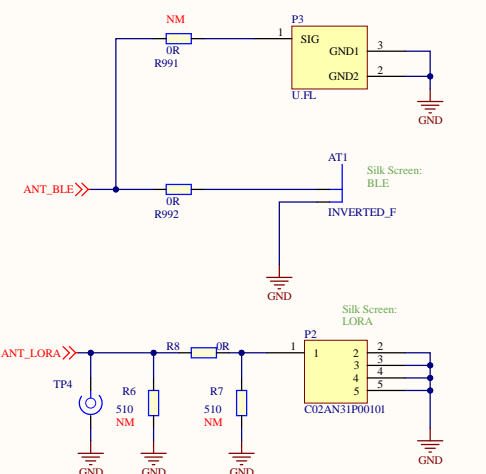 NM
P3
1
SIG
0R
R991
GND1
3
GND2
2
U.FL
GND
AT1
Silk Screen:
BLE
ANT_BLE
0R
R992
INVERTED_F
GND
Silk Screen:
LORA
P2
ANT_LORA
R8
0R
1
1
2
2
3
3
4
4
5
5
TP4
R6
R7
510
510
NM
NM
C02AN31P00101
GND
GND
GND
GND